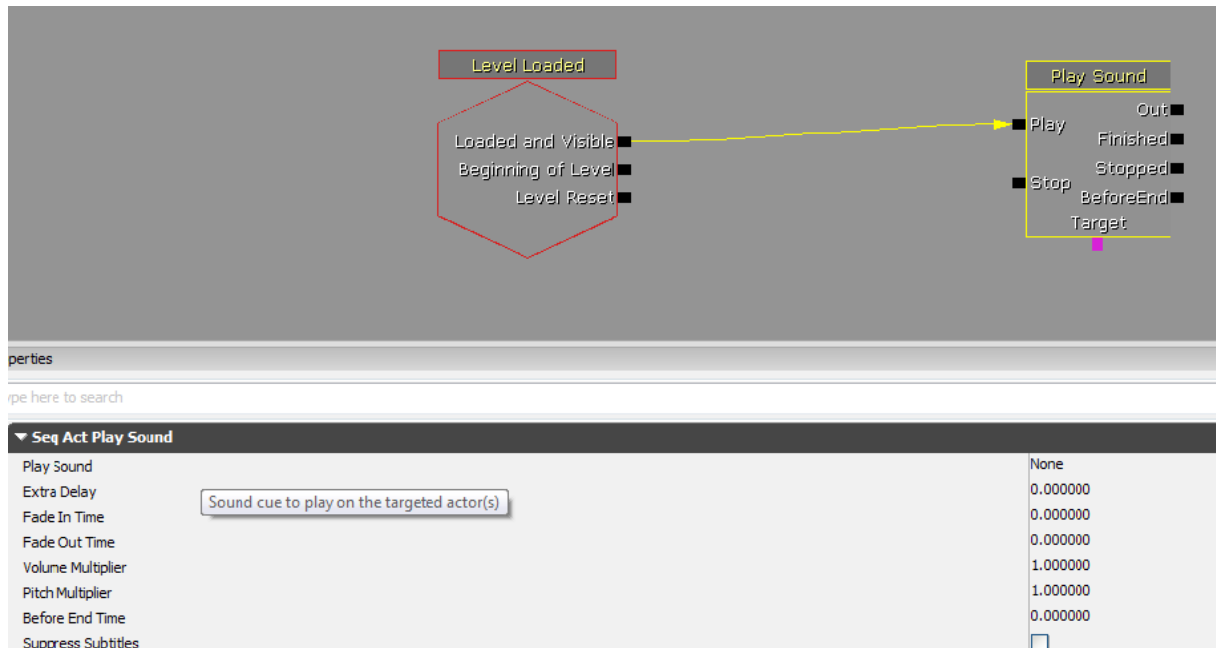 Level Loaded
Loaded and Visible
Beginning of Level
Level Reset
Play Sound
Play
Stop
Out
Finished
Stopped
BeforeEnd
Target
perties
ype here to search
Seq Act Play Sound
Play Sound None
Extra Delay 0.000000
Sound cue to play on the targeted actor(s)
Fade In Time 0.000000
Fade Out Time 0.000000
Volume Multiplier 1.000000
Pitch Multiplier 1.000000
Before End Time 0.000000
Suppress Subtitles